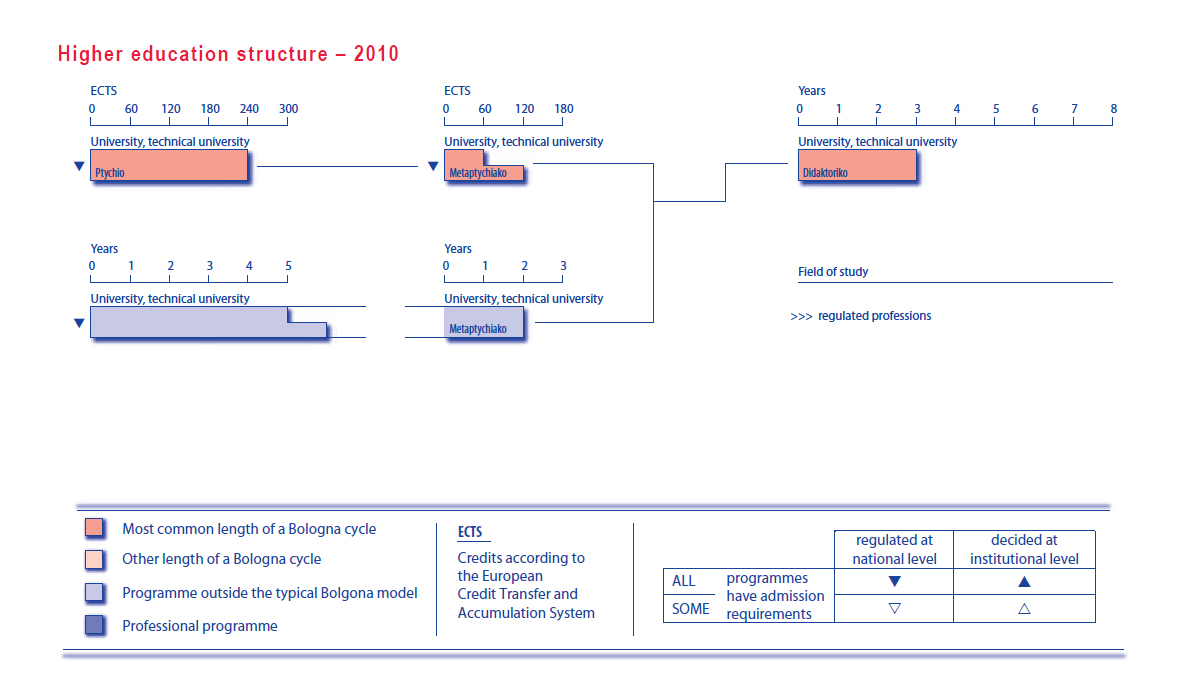 Higher education structure – 2010
ECTS
0 60 120 180 240 300
University, technical university
▼ Ptychio
ECTS
0 60 120 180
University, technical university
▼ Metaptychiako
Years
0 1 2 3 4 5 6 7 8
University, technical university
Didaktoriko
Years
0 1 2 3 4 5
University, technical university
▼
Years
0 1 2 3
University, technical university
Metaptychiako
Field of study
>>> regulated professions
Most common length of a Bologna cycle
Other length of a Bologna cycle
Programme outside the typical Bolgona model
Professional programme
ECTS
Credits according to
the European
Credit Transfer and
Accumulation System
regulated at
national level
decided at
institutional level
ALL
SOME
programmes
have admission
requirements
▼ ▲
▽ △